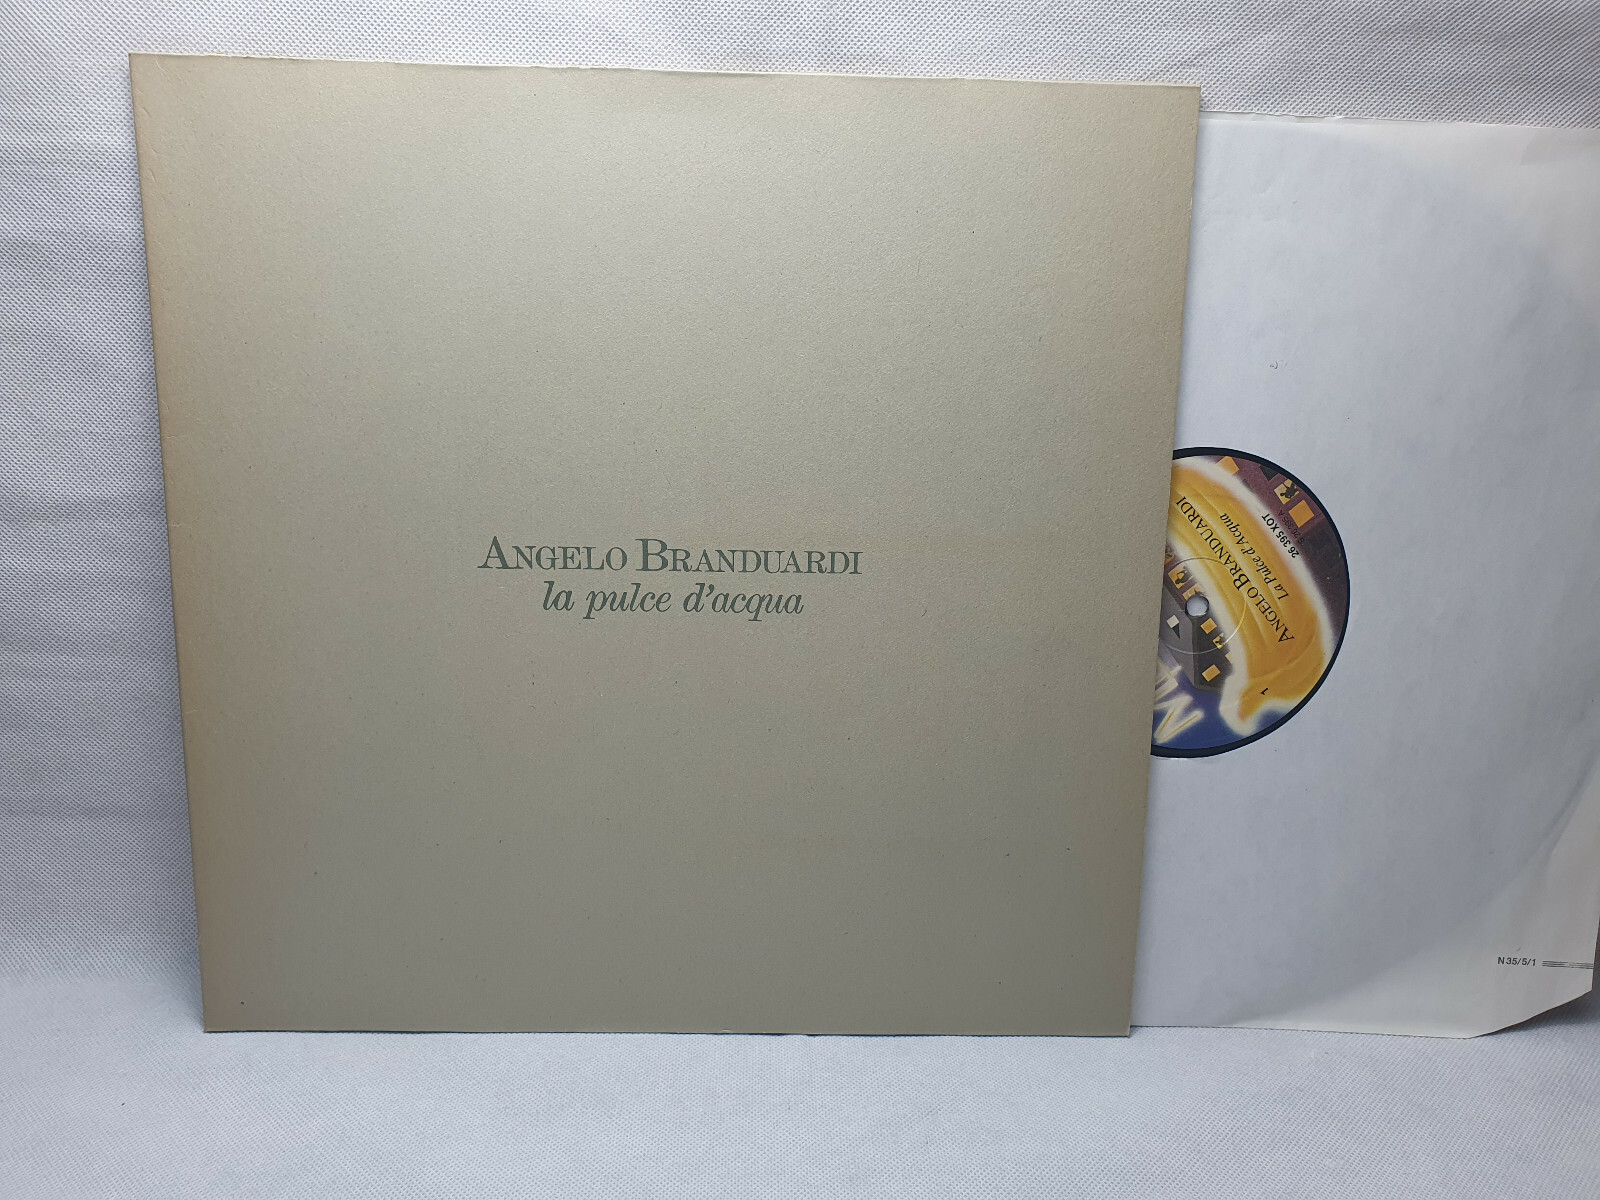 ANGELO BRANDUARDI
la pulce d'acqua
ANGELO BRANDUARDI
La Pulce d'Acqua
26 395 XOT
1
N 35/5/1